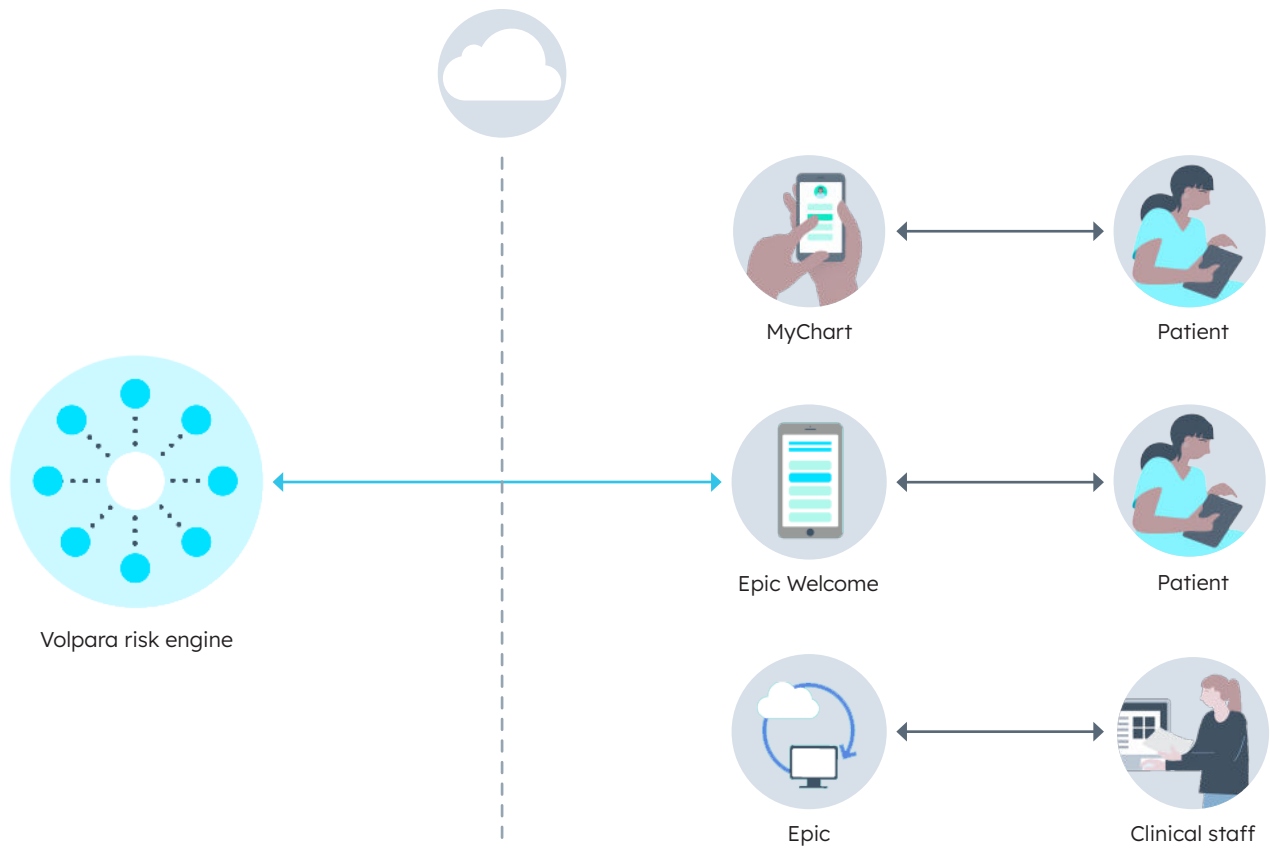 MyChart
Patient
Epic Welcome
Patient
Volpara risk engine
Epic
Clinical staff